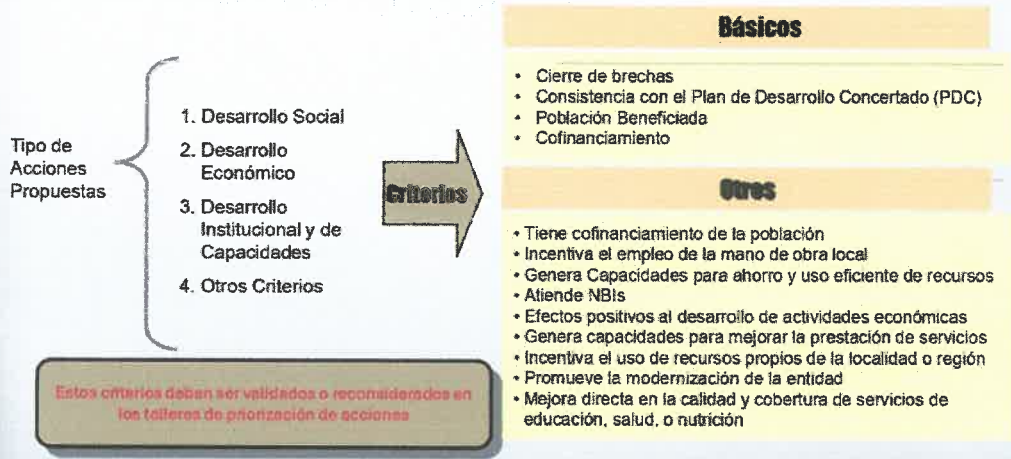 Tipo de
Acciones
Propuestas
1. Desarrollo Social
2. Desarrollo
Económico
3. Desarrollo
Institucional y de
Capacidades
4. Otros Criterios
Criterios
Básicos
• Cierre de brechas
• Consistencia con el Plan de Desarrollo Concertado (PDC)
• Población Beneficiada
• Cofinanciamiento
Otros
• Tiene cofinanciamiento de la población
• Incentiva el empleo de la mano de obra local
• Genera Capacidades para ahorro y uso eficiente de recursos
• Atiende NBIs
• Efectos positivos al desarrollo de actividades económicas
• Genera capacidades para mejorar la prestación de servicios
• Incentiva el uso de recursos propios de la localidad o región
• Promueve la modernización de la entidad
• Mejora directa en la calidad y cobertura de servicios de
educación, salud, o nutrición
Estos criterios deben ser validados o reconsiderados en
los talleres de priorización de acciones